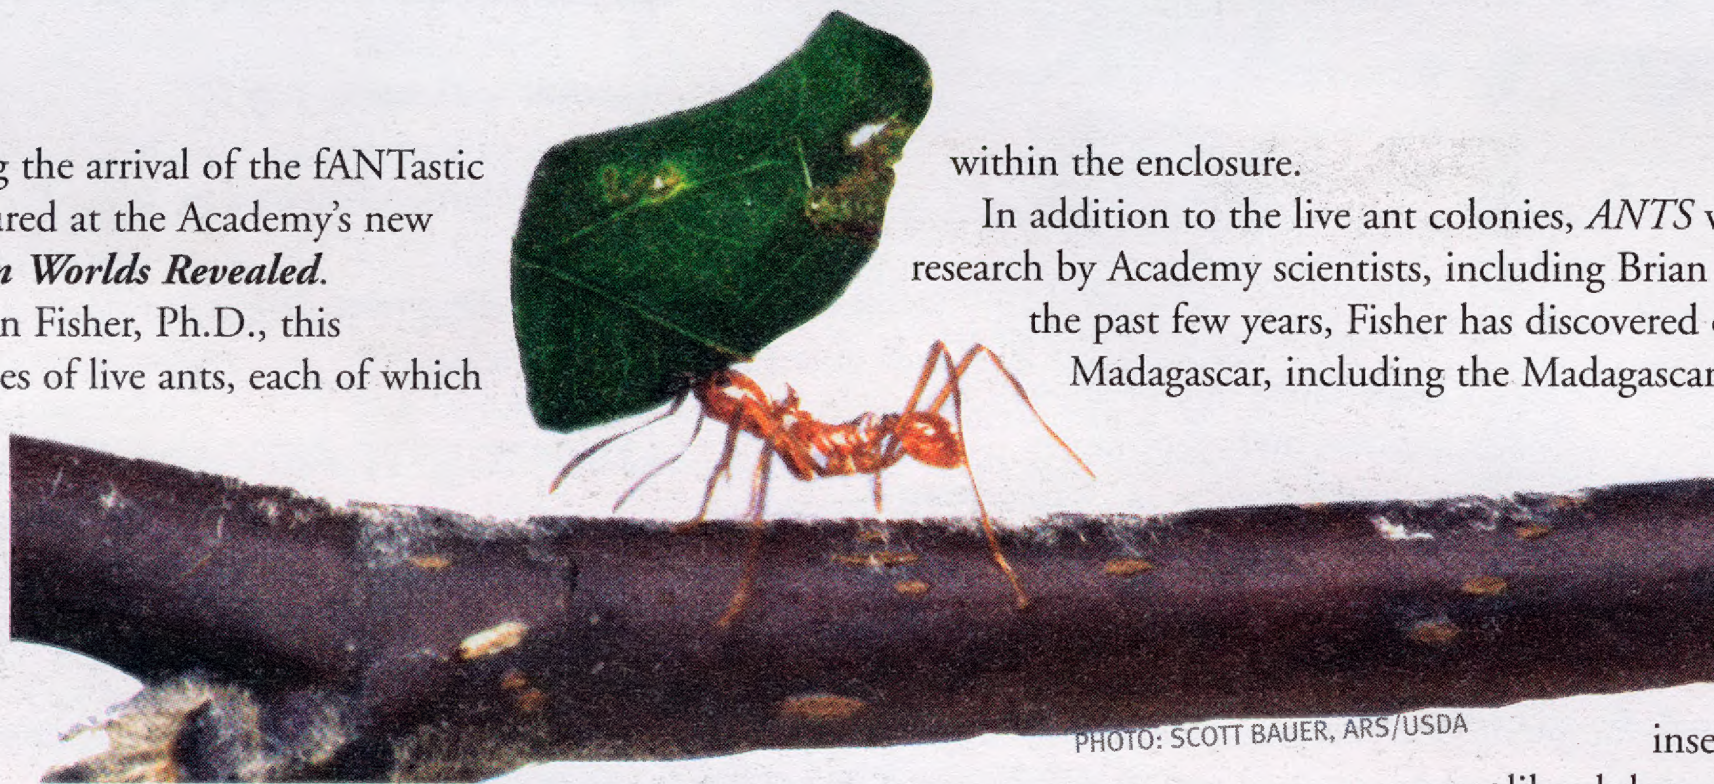 the arrival of the fANTastic
at the Academy's new
Worlds Revealed.
Fisher, Ph.D., this
of live ants, each of which
within the enclosure.
In addition to the live ant colonies, ANTS
research by Academy scientists, including Brian
the past few years, Fisher has discovered
Madagascar, including the Madagascar
PHOTO: SCOTT BAUER, ARS/USDA